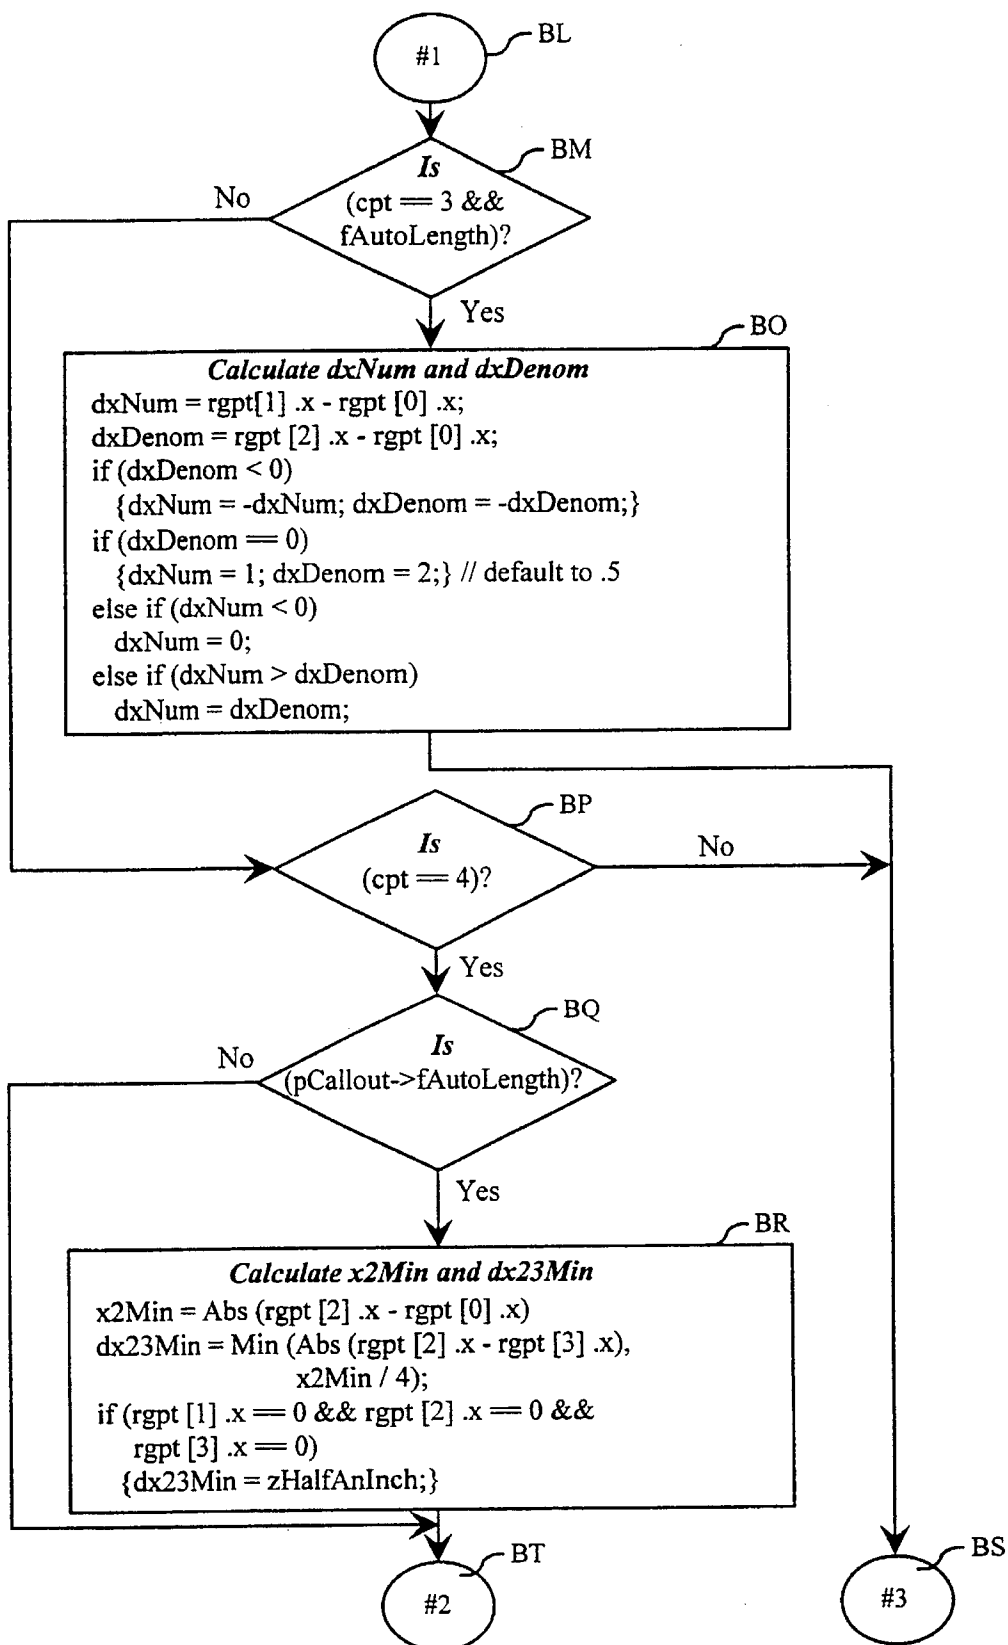 BL
#1
BM
Is
No
(cpt == 3 &&
fAutoLength)?
Yes
BO
Calculate dxNum and dxDenom
dxNum = rgpt[1] .x - rgpt [0] .x;
dxDenom = rgpt [2] .x - rgpt [0] .x;
if (dxDenom < 0)
{dxNum = -dxNum; dxDenom = -dxDenom;}
if (dxDenom == 0)
{dxNum = 1; dxDenom = 2;} // default to .5
else if (dxNum < 0)
dxNum = 0;
else if (dxNum > dxDenom)
dxNum = dxDenom;
BP
Is
No
(cpt == 4)?
Yes
BQ
Is
No
(pCallout->fAutoLength)?
Yes
BR
Calculate x2Min and dx23Min
x2Min = Abs (rgpt [2] .x - rgpt [0] .x)
dx23Min = Min (Abs (rgpt [2] .x - rgpt [3] .x),
x2Min / 4);
if (rgpt [1] .x == 0 && rgpt [2] .x == 0 &&
rgpt [3] .x == 0)
{dx23Min = zHalfAnInch;}
BT
BS
#2
#3